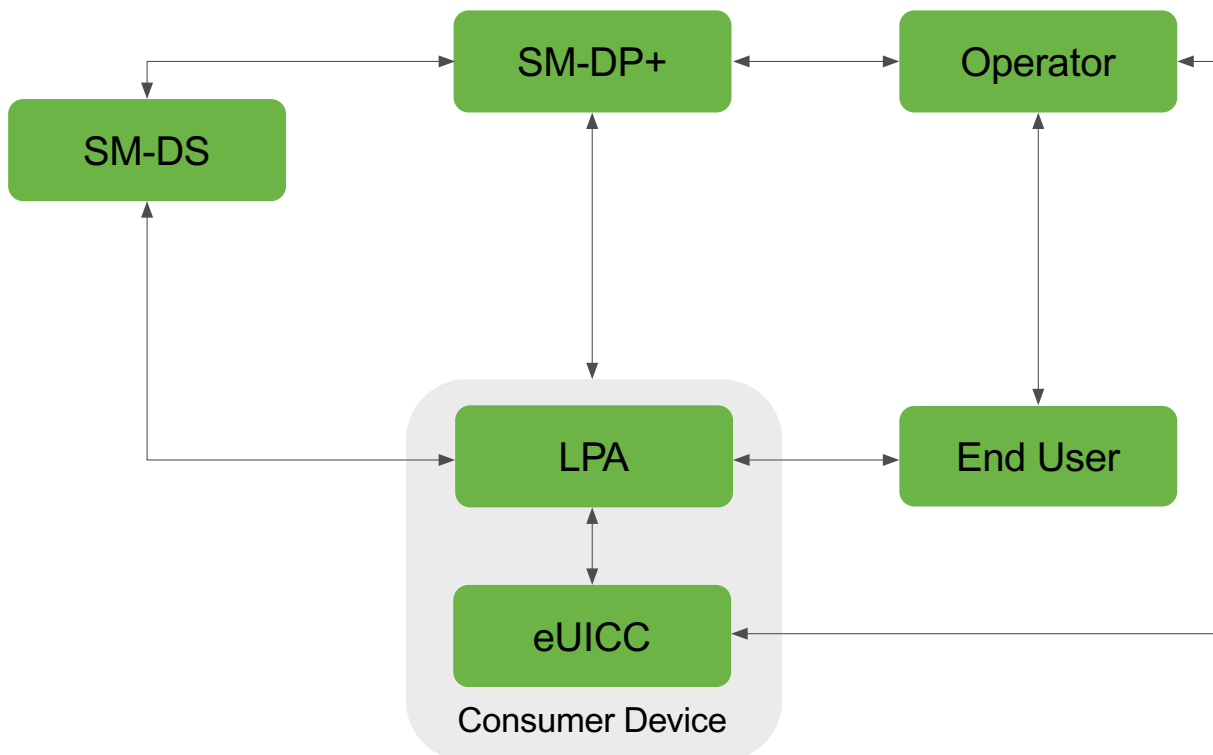 SM-DP+
Operator
SM-DS
LPA
End User
eUICC
Consumer Device